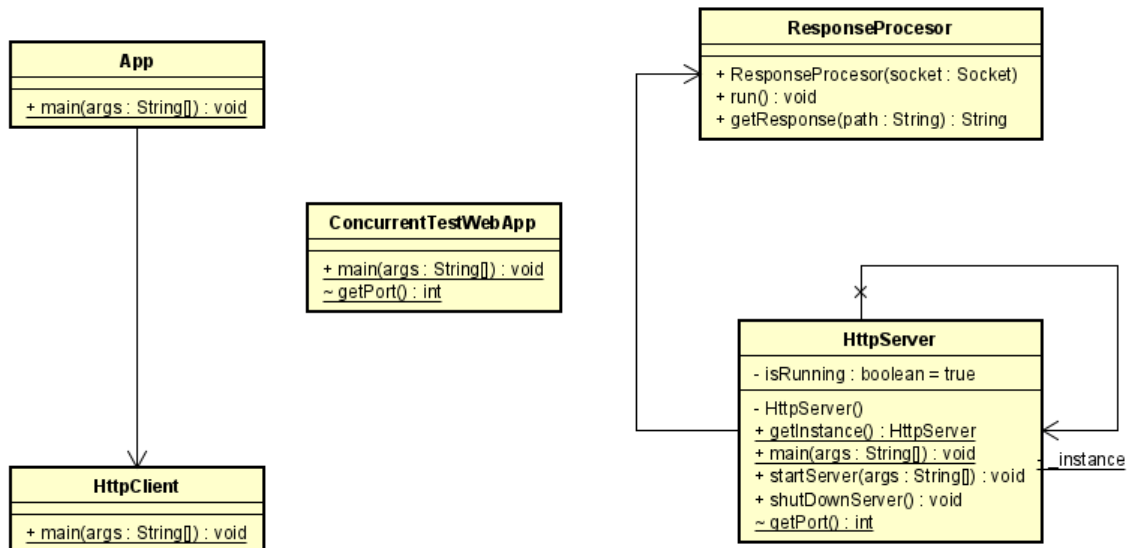 App
+ main(args : String[]) : void
ResponseProcesor
+ ResponseProcesor(socket : Socket)
+ run() : void
+ getResponse(path : String) : String
ConcurrentTestWebApp
+ main(args : String[]) : void
~ getPort() : int
HttpServer
- isRunning : boolean = true
- HttpServer()
+ getInstance() : HttpServer
+ main(args : String[]) : void
+ startServer(args : String[]) : void
+ shutDownServer() : void
~ getPort() : int
- _instance
HttpClient
+ main(args : String[]) : void